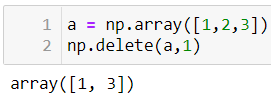 1 a = np.array([1,2,3])
2 np.delete(a,1)
array([1, 3])